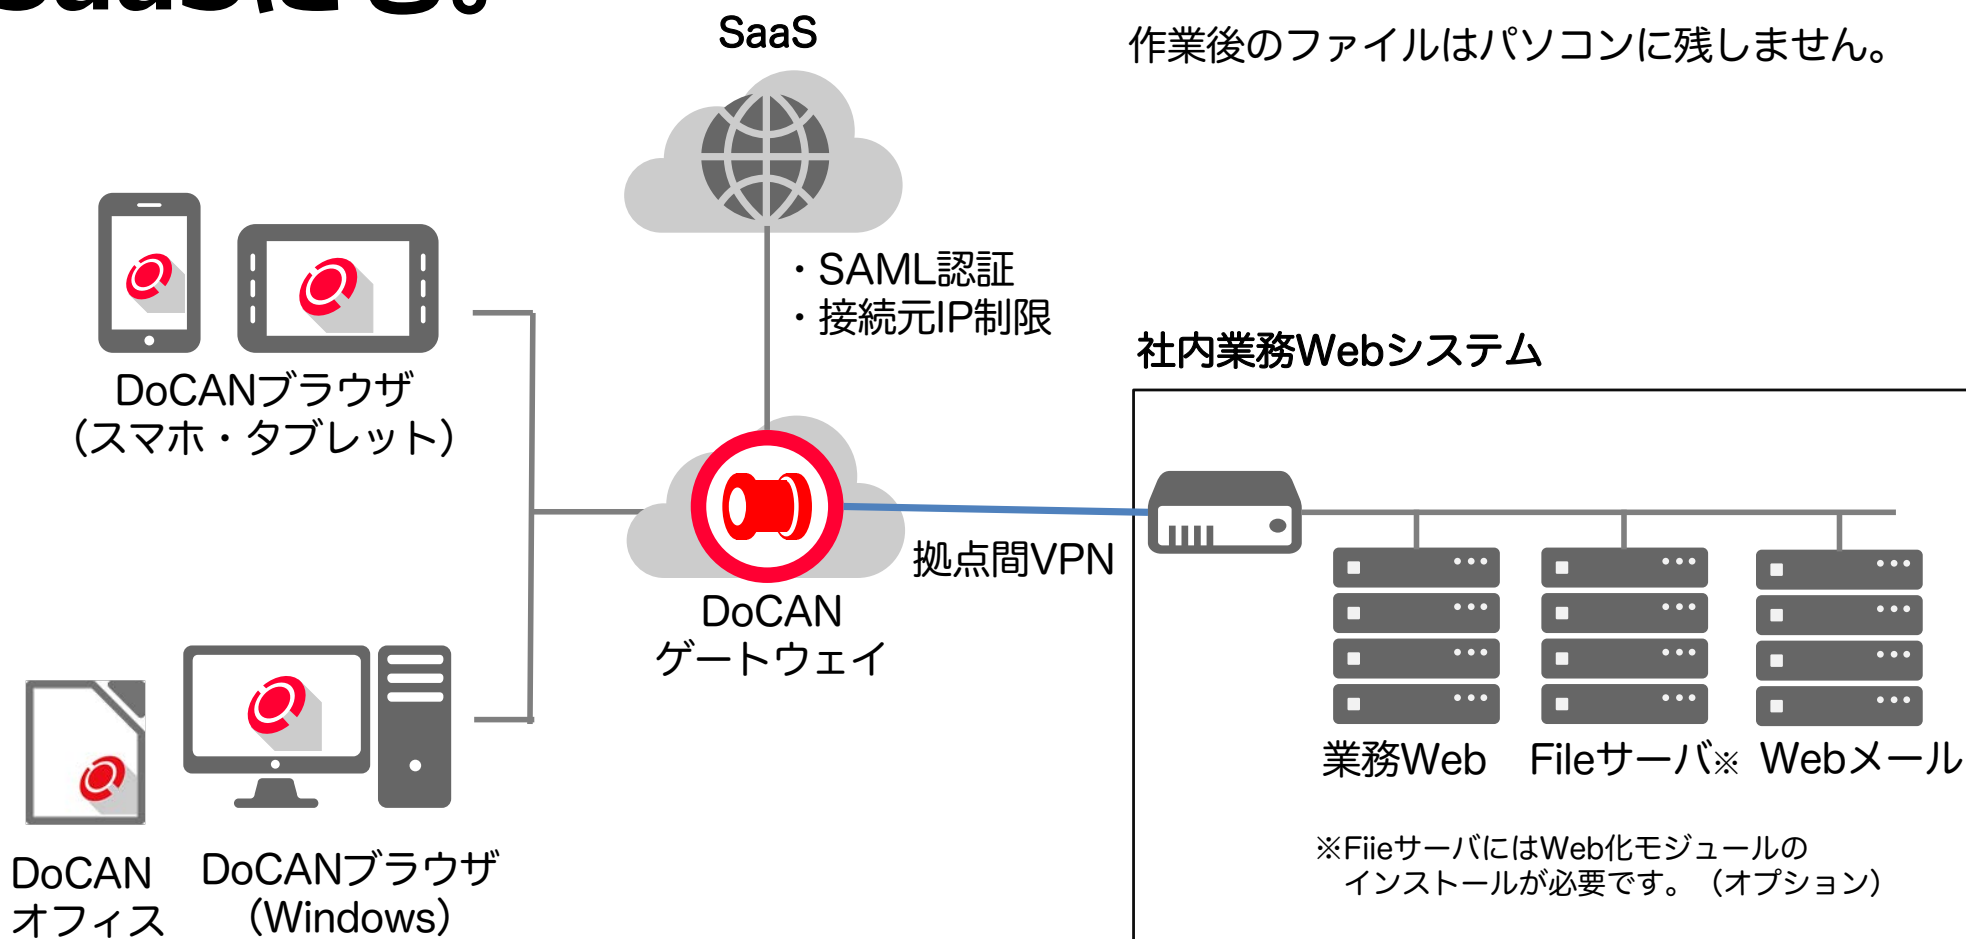 SaaSにも。
SaaS
作業後のファイルはパソコンに残しません。
・SAML認証
・接続元IP制限
社内業務Webシステム
DoCANブラウザ
（スマホ・タブレット）
拠点間VPN
DoCAN
ゲートウェイ
業務Web
Fileサーバ※
Webメール
※FiieサーバにはWeb化モジュールの
インストールが必要です。（オプション）
DoCAN
オフィス
DoCANブラウザ
（Windows）